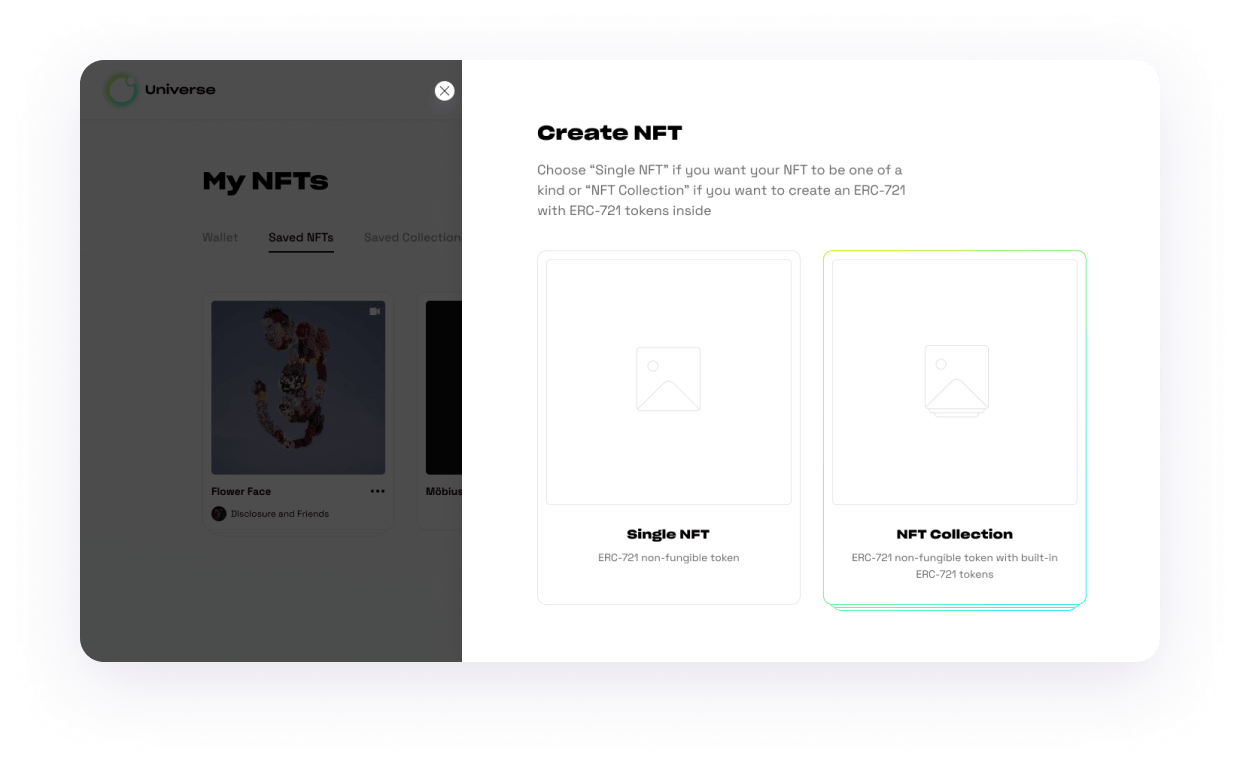 Universe
My NFTs
Wallet Saved NFTs Saved Collection
Flower Face
Disclosure and Friends
Möbius
Create NFT
Choose “Single NFT” if you want your NFT to be one of a
kind or “NFT Collection” if you want to create an ERC-721
with ERC-721 tokens inside
Single NFT
ERC-721 non-fungible token
NFT Collection
ERC-721 non-fungible token with built-in
ERC-721 tokens